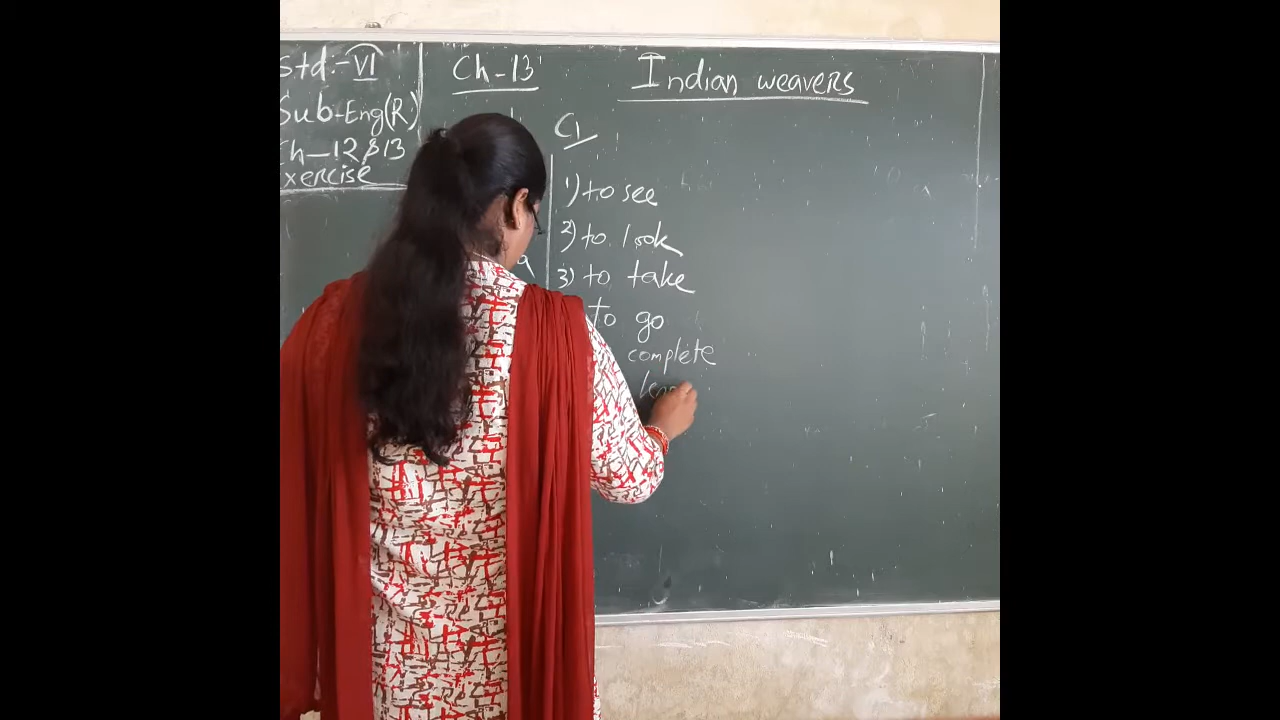 Std.-VI
Sub-Eng(R)
Ch-12 & 13
Exercise
Ch-13
Indian weavers
C1
1) to see
2) to look
3) to take
to go
complete